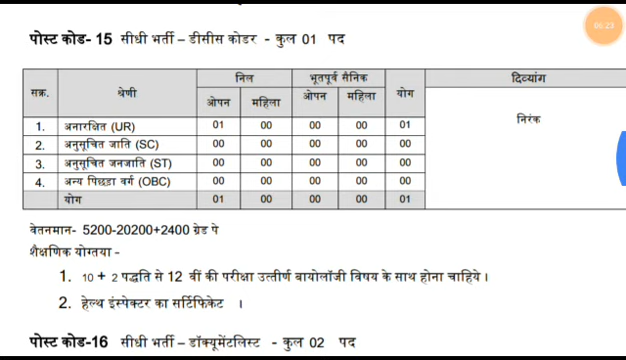 06:23
पोस्ट कोड- 15 सीधी भर्ती – डीसीस कोडर - कुल 01 पद
सक्र. श्रेणी निल भूतपूर्व सैनिक योग दिव्यांग
ओपन महिला ओपन महिला
1. अनारक्षित (UR) 01 00 00 00 01 निरंक
2. अनुसूचित जाति (SC) 00 00 00 00 00
3. अनुसूचित जनजाति (ST) 00 00 00 00 00
4. अन्य पिछड़ा वर्ग (OBC) 00 00 00 00 00
योग 01 00 00 00 01
वेतनमान- 5200-20200+2400 ग्रेड पे
शैक्षणिक योग्तया -
1. 10 + 2 पद्धति से 12 वीं की परीक्षा उत्तीर्ण बायोलॉजी विषय के साथ होना चाहिये ।
2. हेल्थ इंस्पेक्टर का सर्टिफिकेट ।
पोस्ट कोड-16 सीधी भर्ती – डॉक्यूमेंटलिस्ट - कुल 02 पद